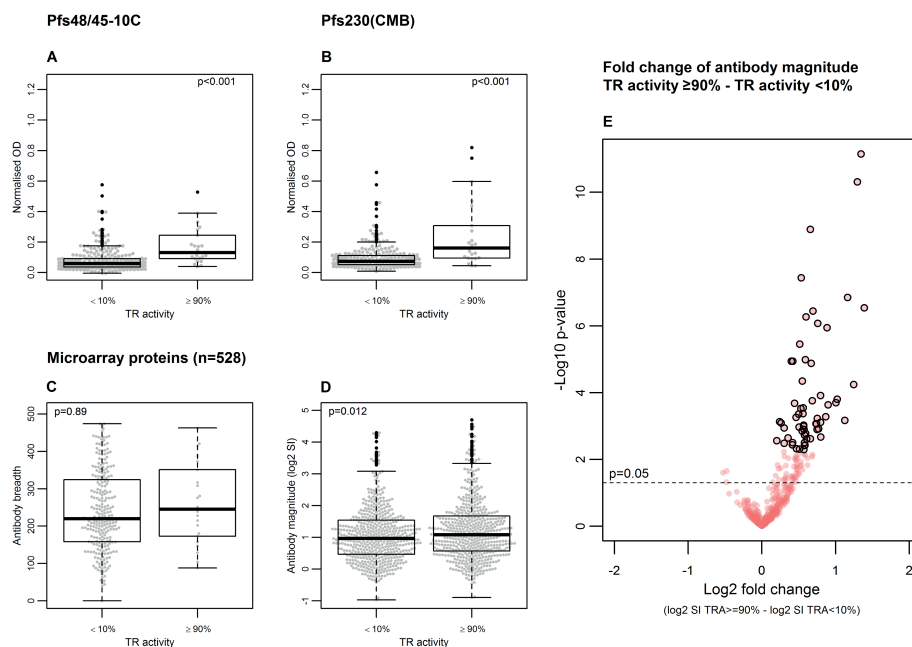 Pfs48/45-10C
A
p<0.001
1.2
1.0
0.8
0.6
0.4
0.2
0.0
Normalised OD
< 10%
≥ 90%
TR activity
Pfs230(CMB)
B
p<0.001
1.2
1.0
0.8
0.6
0.4
0.2
0.0
Normalised OD
< 10%
≥ 90%
TR activity
Microarray proteins (n=528)
C
p=0.89
500
400
300
200
100
0
Antibody breadth
< 10%
≥ 90%
TR activity
D
p=0.012
5
4
3
2
1
0
-1
Antibody magnitude (log2 SI)
< 10%
≥ 90%
TR activity
Fold change of antibody magnitude
TR activity ≥90% - TR activity <10%
E
10
8
6
4
2
0
-Log10 p-value
p=0.05
-2
-1
0
1
2
Log2 fold change
(log2 SI TRA>=90% - log2 SI TRA<10%)